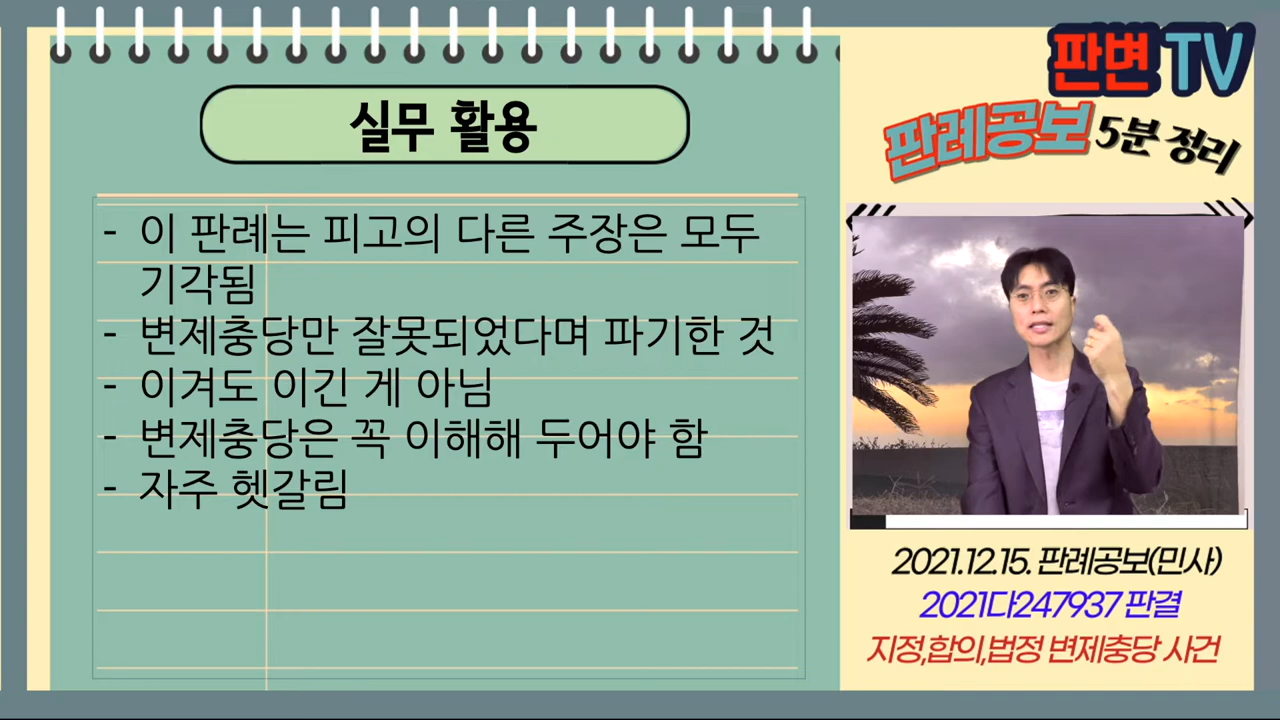 판변 TV
판례공보 5분 정리
실무 활용
- 이 판례는 피고의 다른 주장은 모두
기각됨
- 변제충당만 잘못되었다며 파기한 것
- 이겨도 이긴 게 아님
- 변제충당은 꼭 이해해 두어야 함
- 자주 헷갈림
2021.12.15. 판례공보(민사)
2021다247937 판결
지정,합의,법정 변제충당 사건